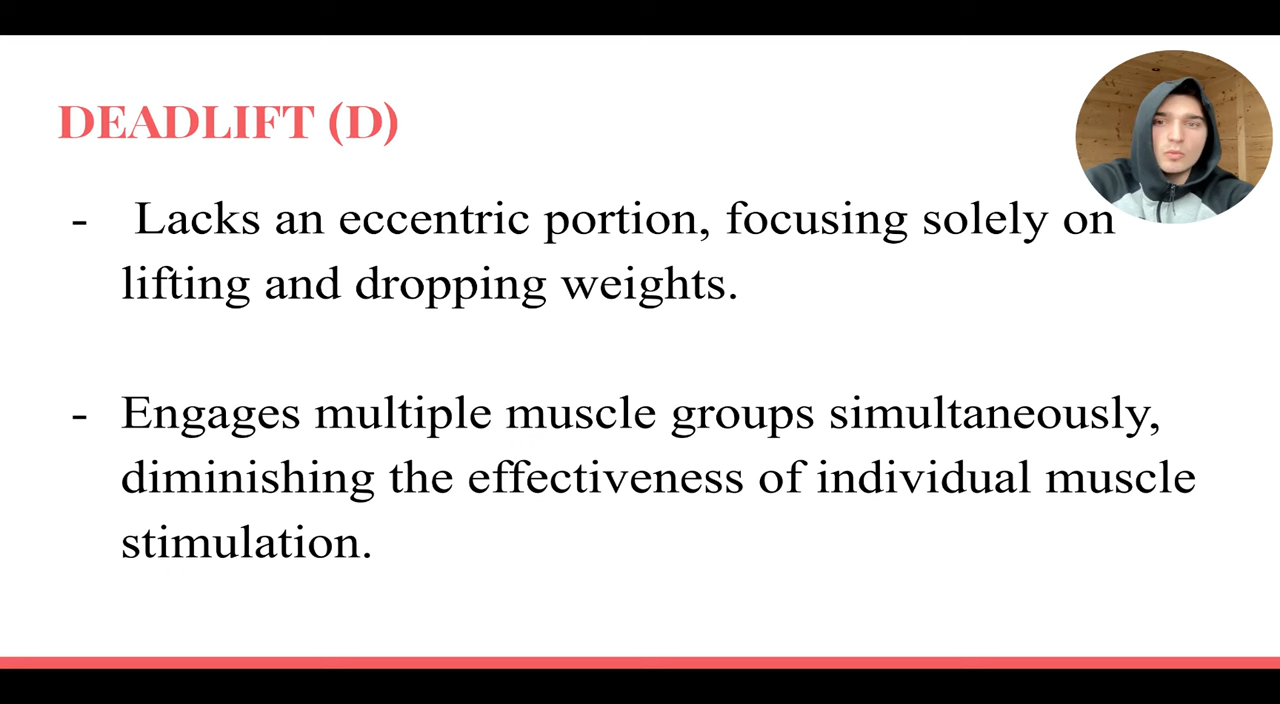 DEADLIFT (D)
- Lacks an eccentric portion, focusing solely on
lifting and dropping weights.
- Engages multiple muscle groups simultaneously,
diminishing the effectiveness of individual muscle
stimulation.